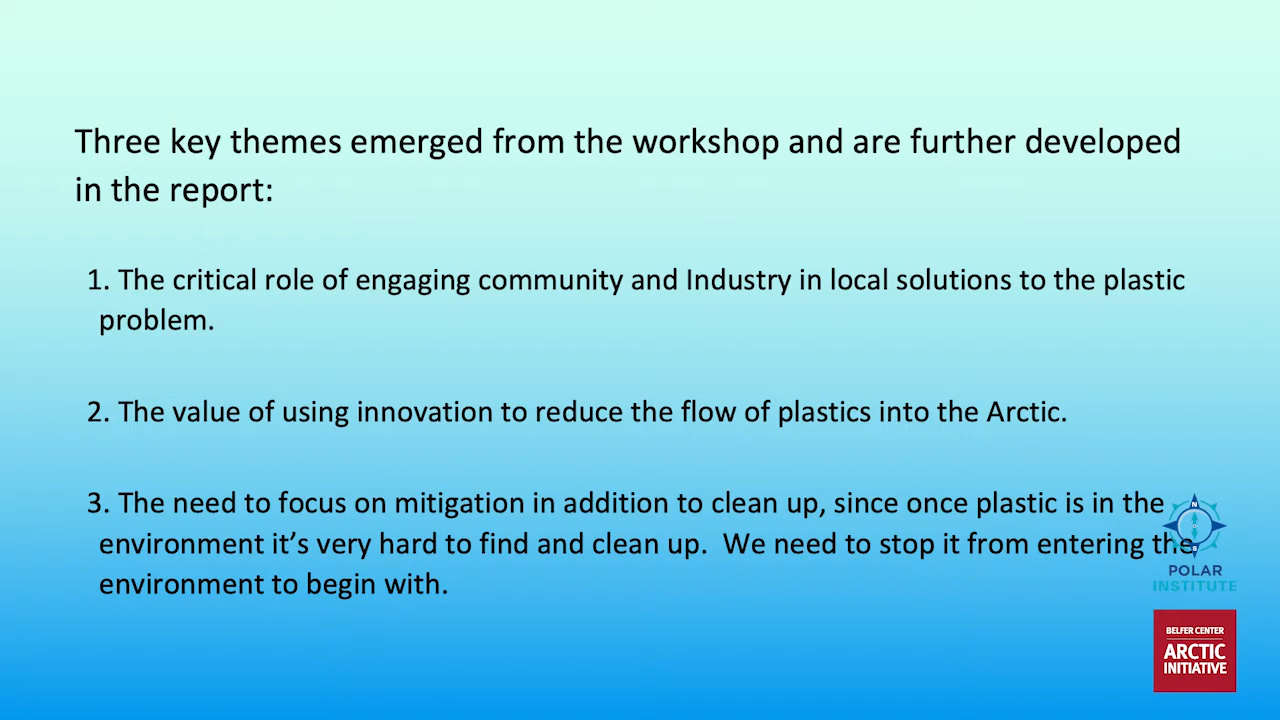 Three key themes emerged from the workshop and are further developed
in the report:
1. The critical role of engaging community and Industry in local solutions to the plastic
problem.
2. The value of using innovation to reduce the flow of plastics into the Arctic.
3. The need to focus on mitigation in addition to clean up, since once plastic is in the
environment it’s very hard to find and clean up.  We need to stop it from entering the
environment to begin with.
N
S
POLAR
INSTITUTE
BELFER CENTER
ARCTIC
INITIATIVE